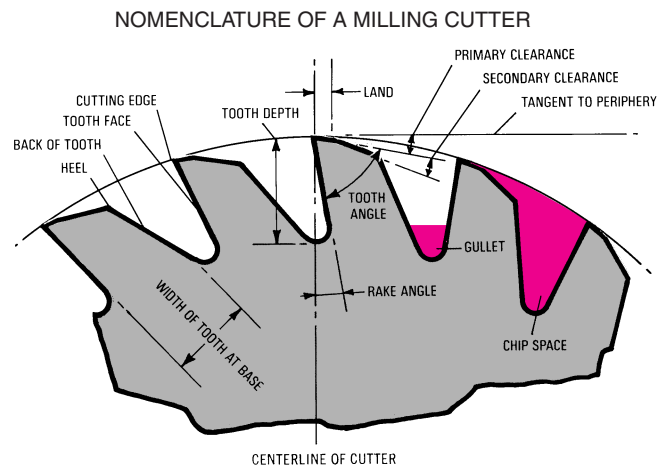 NOMENCLATURE OF A MILLING CUTTER
PRIMARY CLEARANCE
SECONDARY CLEARANCE
LAND
TANGENT TO PERIPHERY
CUTTING EDGE
TOOTH FACE
TOOTH DEPTH
BACK OF TOOTH
HEEL
TOOTH
ANGLE
GULLET
RAKE ANGLE
WIDTH OF TOOTH AT BASE
CHIP SPACE
CENTERLINE OF CUTTER